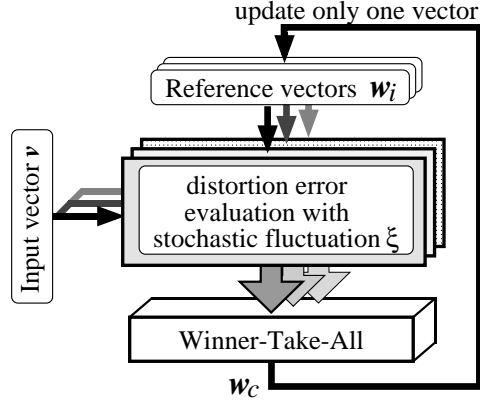 update only one vector
Reference vectors w_i
Input vector v
distortion error
evaluation with
stochastic fluctuation ξ
Winner-Take-All
w_c